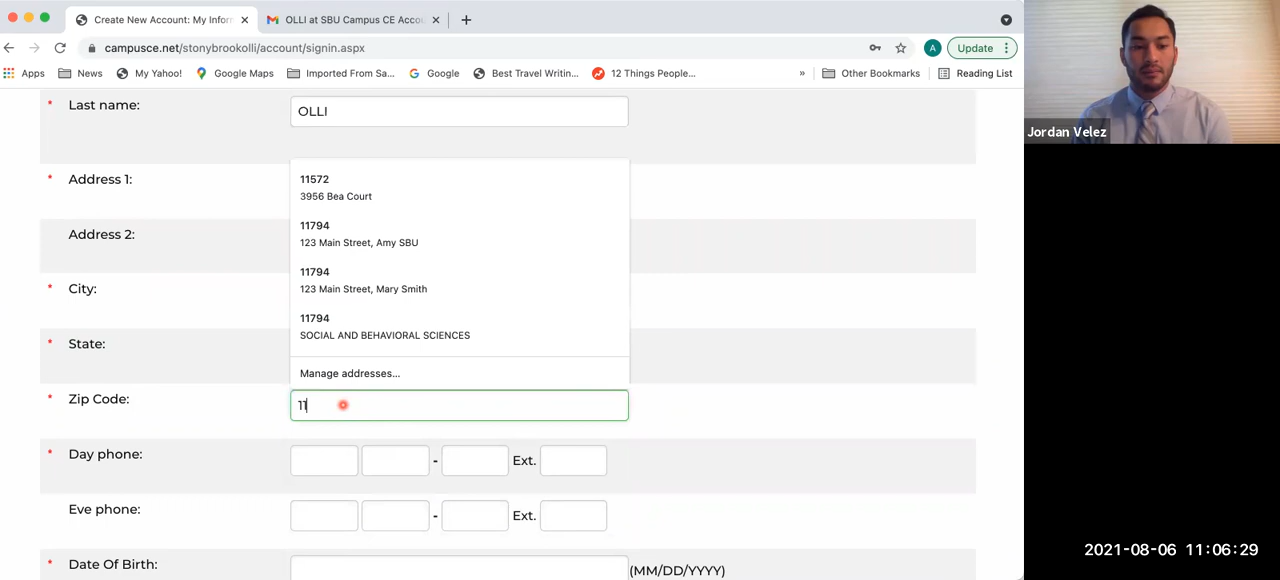 Create New Account: My Inforr
OLLI at SBU Campus CE Accou
campusce.net/stonybrookolli/account/signin.aspx
A
Update
Apps
News
My Yahoo!
Google Maps
Imported From Sa...
Google
Best Travel Writin...
12 Things People...
»
Other Bookmarks
Reading List
Jordan Velez
* Last name:
OLLI
* Address 1:
11572
3956 Bea Court
11794
123 Main Street, Amy SBU
Address 2:
11794
123 Main Street, Mary Smith
* City:
11794
SOCIAL AND BEHAVIORAL SCIENCES
* State:
Manage addresses...
* Zip Code:
11
* Day phone:
- Ext.
Eve phone:
- Ext.
* Date Of Birth:
(MM/DD/YYYY)
2021-08-06 11:06:29